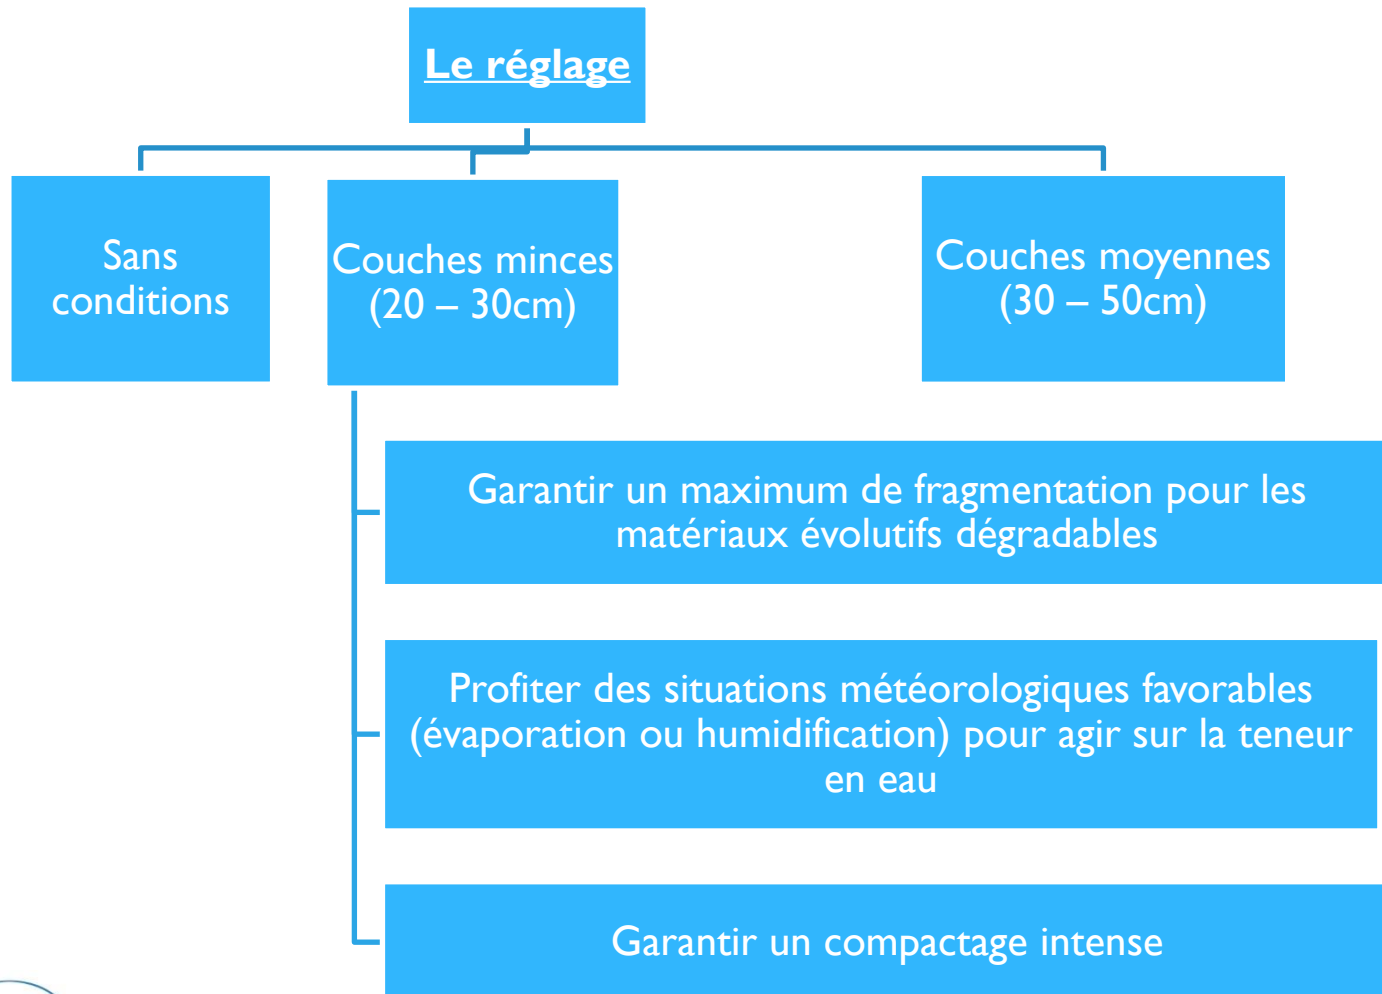 Le réglage
Sans
conditions
Couches minces
(20 – 30cm)
Couches moyennes
(30 – 50cm)
Garantir un maximum de fragmentation pour les
matériaux évolutifs dégradables
Profiter des situations météorologiques favorables
(évaporation ou humidification) pour agir sur la teneur
en eau
Garantir un compactage intense